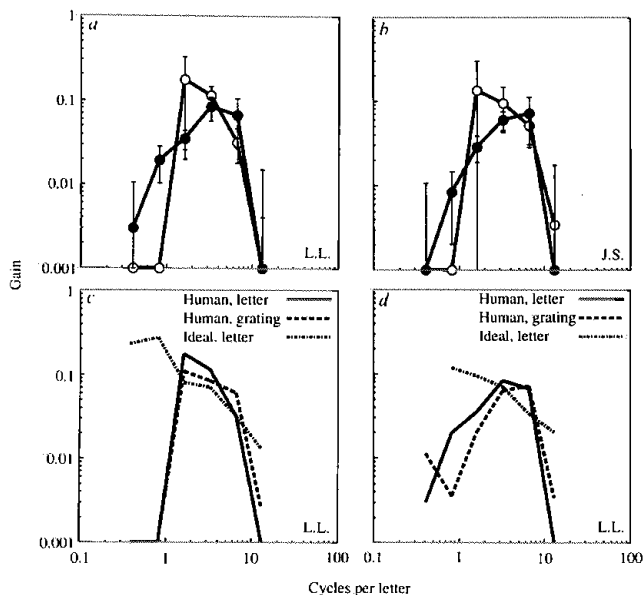 a
b
1
0.1
0.01
0.001
L.L.
J.S.
Gain
c
d
Human, letter
Human, grating
Ideal, letter
Human, letter
Human, grating
Ideal, letter
1
0.1
0.01
0.001
L.L.
L.L.
0.1 1 10 100 0.1 1 10 100
Cycles per letter